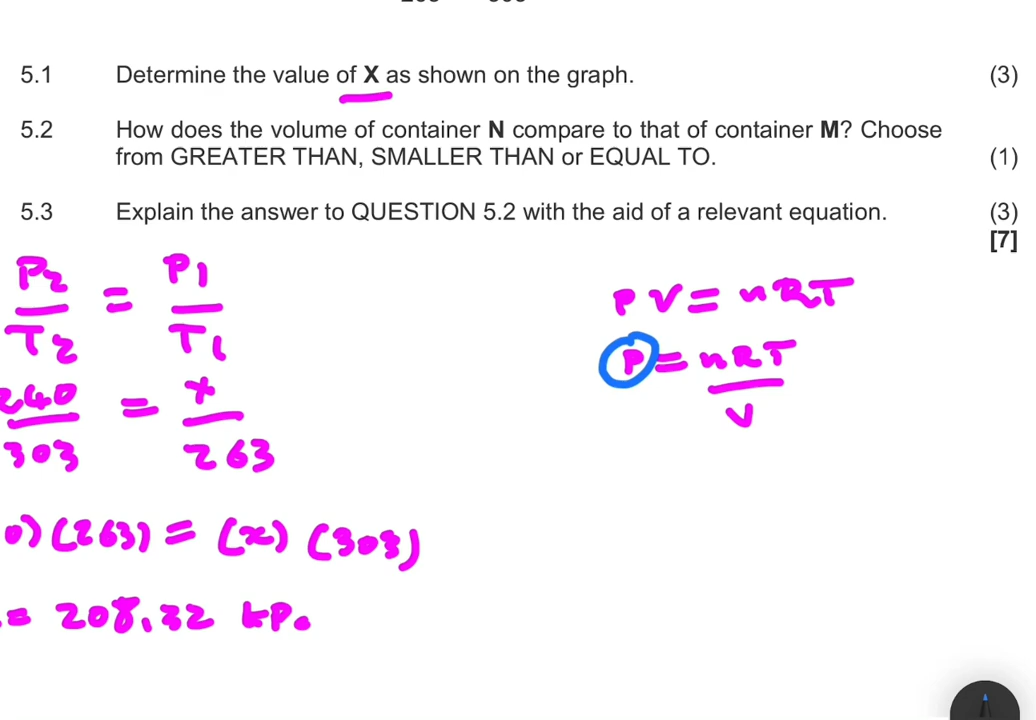 5.1 Determine the value of X as shown on the graph. (3)
5.2 How does the volume of container N compare to that of container M? Choose
from GREATER THAN, SMALLER THAN or EQUAL TO. (1)
5.3 Explain the answer to QUESTION 5.2 with the aid of a relevant equation. (3)
[7]
P2/T2 = P1/T1
240/303 = x/263
0)(263) = (x) (303)
= 208,32 kPa
PV = nRT
P = nRT/V